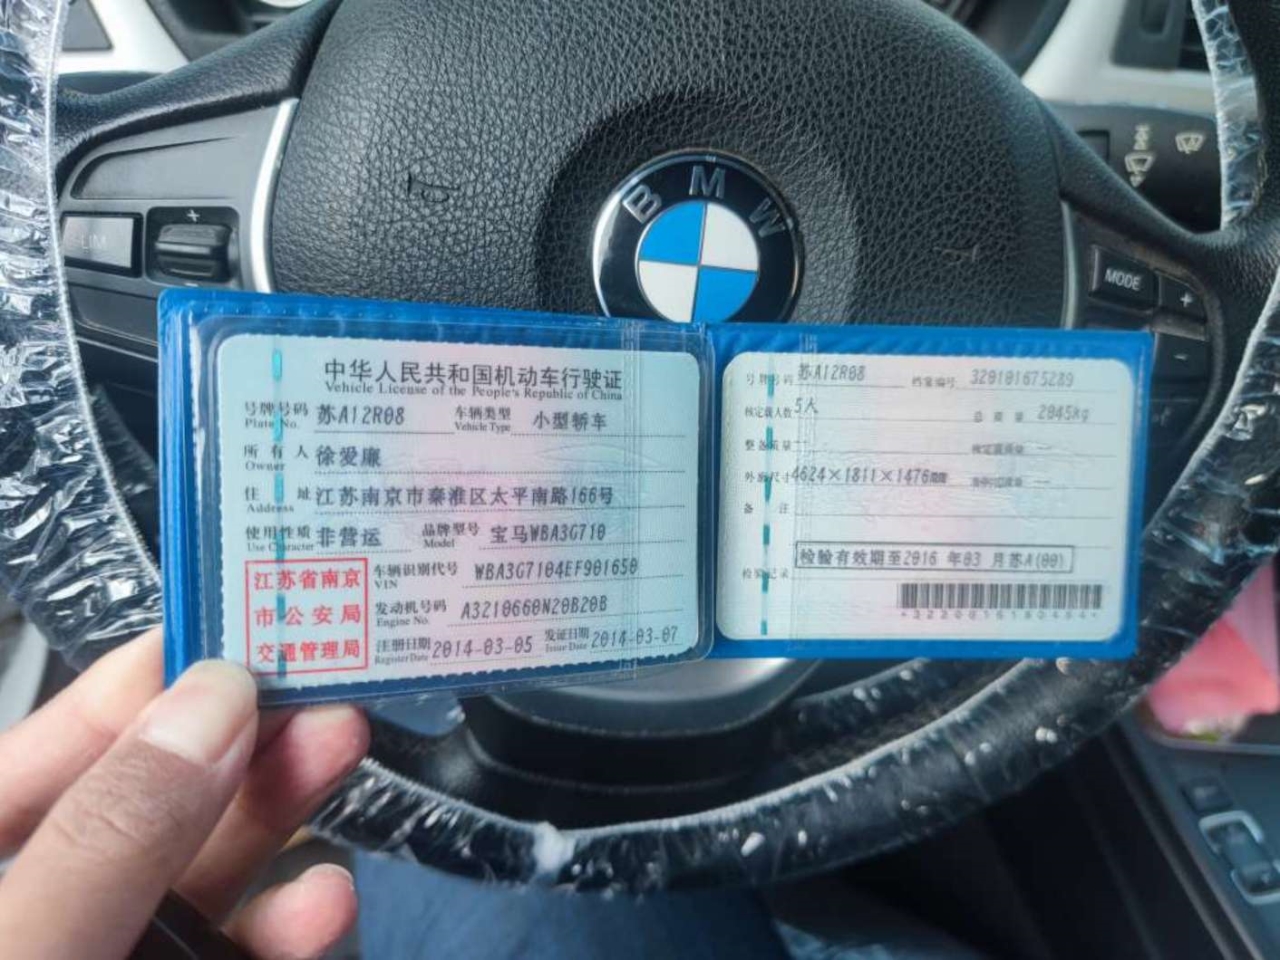 BMW
LIM
+
MODE
+
-
中华人民共和国机动车行驶证
Vehicle License of the People's Republic of China
号牌号码 苏A12R08 车辆类型 小型轿车
Plate No. Vehicle Type
所有人 徐爱廉
Owner
住址 江苏南京市秦淮区太平南路166号
Address
使用性质 非营运 品牌型号 宝马WBA3G710
Use Character Model
江苏省南京
市公安局
交通管理局
车辆识别代号 WBA3G7104EF901650
VIN
发动机号码 A3210660N20B20B
Engine No.
注册日期 2014-03-05 发证日期 2014-03-07
Register Date Issue Date
号牌号码 苏A12R08 档案编号 320101675289
核定载人数 5人 总质量 2045kg
整备质量 --
外廓尺寸 4624×1811×1476
备注
检验有效期至2016 年03 月苏A(00)
检验记录